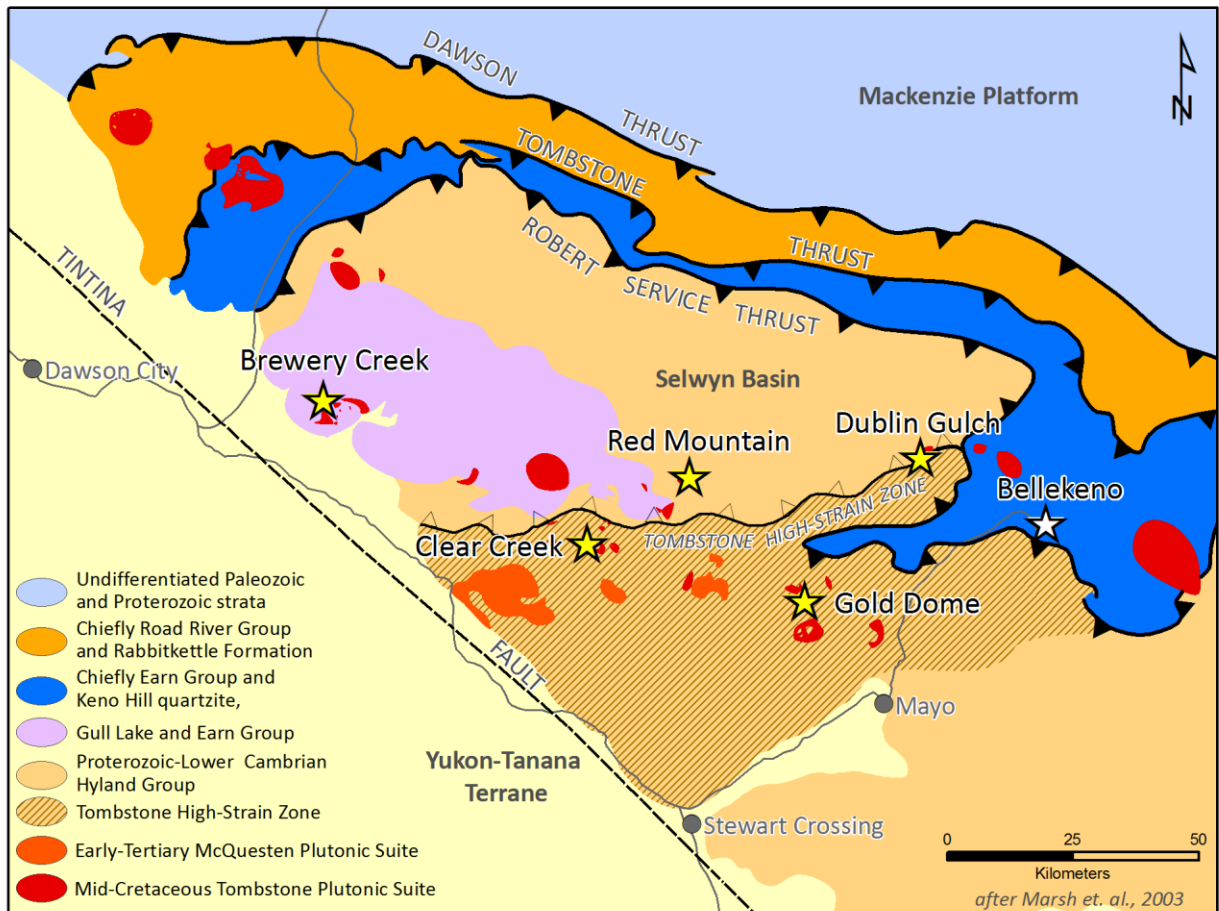 DAWSON
THRUST
Mackenzie Platform
N
TOMBSTONE
THRUST
ROBERT
SERVICE
THRUST
TINTINA
FAULT
Dawson City
Brewery Creek
Selwyn Basin
Red Mountain
Dublin Gulch
Bellekeno
TOMBSTONE HIGH-STRAIN ZONE
Clear Creek
Gold Dome
Mayo
Yukon-Tanana
Terrane
Stewart Crossing
Undifferentiated Paleozoic
and Proterozoic strata
Chiefly Road River Group
and Rabbitkettle Formation
Chiefly Earn Group and
Keno Hill quartzite,
Gull Lake and Earn Group
Proterozoic-Lower Cambrian
Hyland Group
Tombstone High-Strain Zone
Early-Tertiary McQuesten Plutonic Suite
Mid-Cretaceous Tombstone Plutonic Suite
0 25 50
Kilometers
after Marsh et. al., 2003